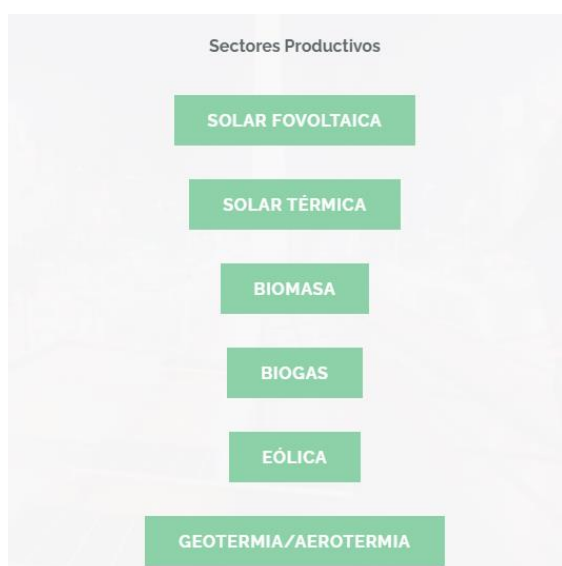 Sectores Productivos
SOLAR FOVOLTAICA
SOLAR TÉRMICA
BIOMASA
BIOGAS
EÓLICA
GEOTERMIA/AEROTERMIA